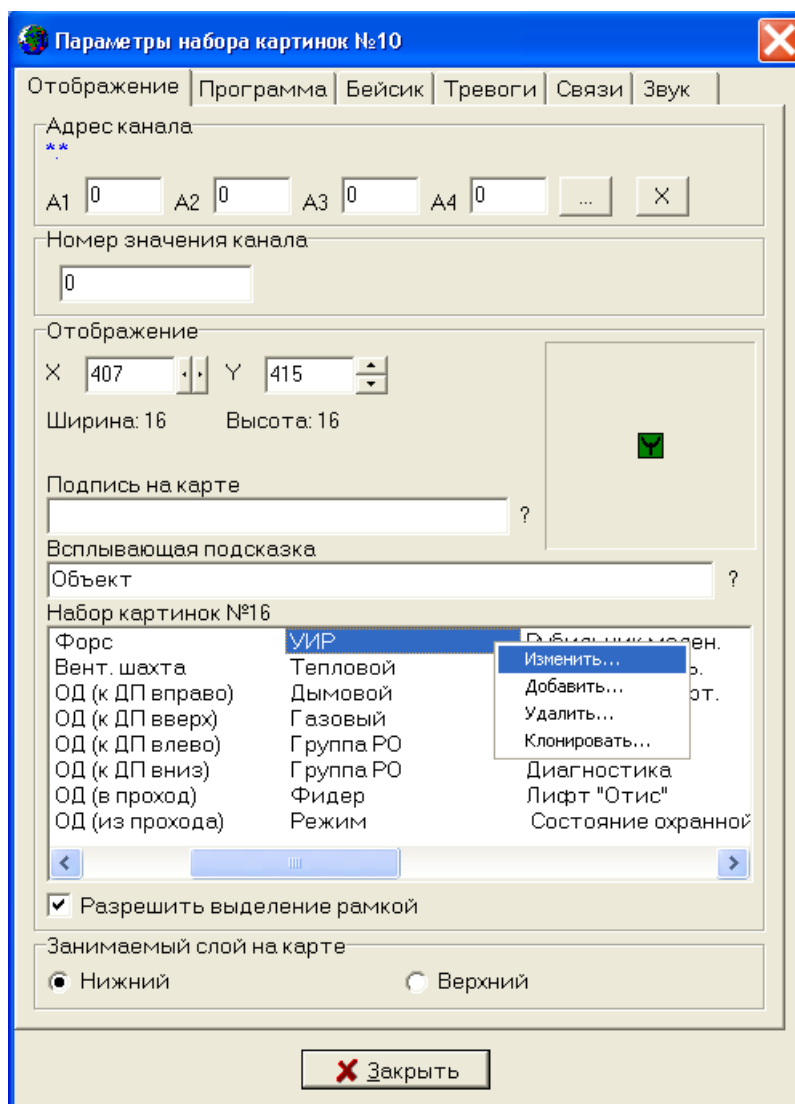 Параметры набора картинок №10
Отображение Программа Бейсик Тревоги Связи Звук
Адрес канала
*.*
A1 0 A2 0 A3 0 A4 0 ... X
Номер значения канала
0
Отображение
X 407 Y 415
Ширина: 16 Высота: 16
Подпись на карте
?
Всплывающая подсказка
Объект ?
Набор картинок №16
Форс УИР
Вент. шахта Тепловой
ОД (к ДП вправо) Дымовой
ОД (к ДП вверх) Газовый
ОД (к ДП влево) Группа РО
ОД (к ДП вниз) Группа РО Диагностика
ОД (в проход) Фидер Лифт "Отис"
ОД (из прохода) Режим Состояние охранной
Изменить...
Добавить...
Удалить...
Клонировать...
Разрешить выделение рамкой
Занимаемый слой на карте
Нижний Верхний
Закрыть